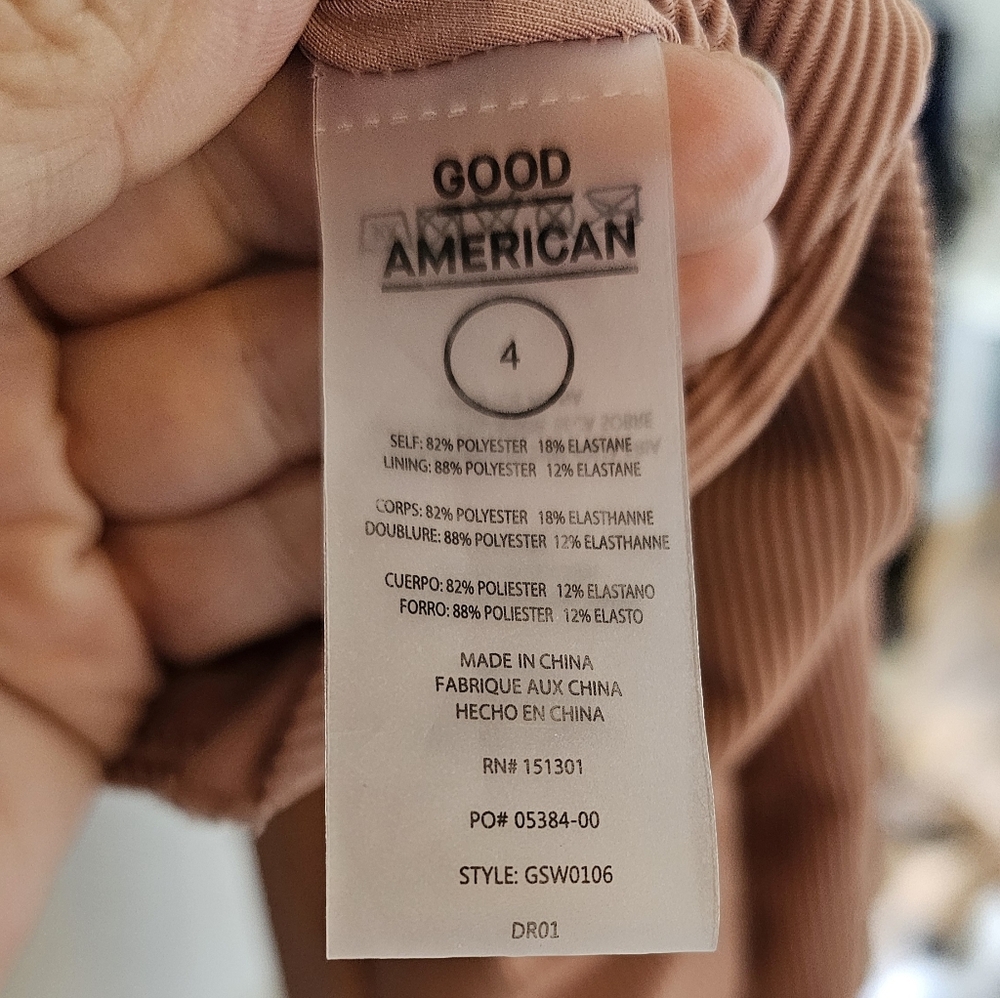 GOOD
AMERICAN
4
SELF: 82% POLYESTER 18% ELASTANE
LINING: 88% POLYESTER 12% ELASTANE
CORPS: 82% POLYESTER 18% ELASTHANNE
DOUBLURE: 88% POLYESTER 12% ELASTHANNE
CUERPO: 82% POLIESTER 12% ELASTANO
FORRO: 88% POLIESTER 12% ELASTO
MADE IN CHINA
FABRIQUE AUX CHINA
HECHO EN CHINA
RN# 151301
PO# 05384-00
STYLE: GSW0106
DR01